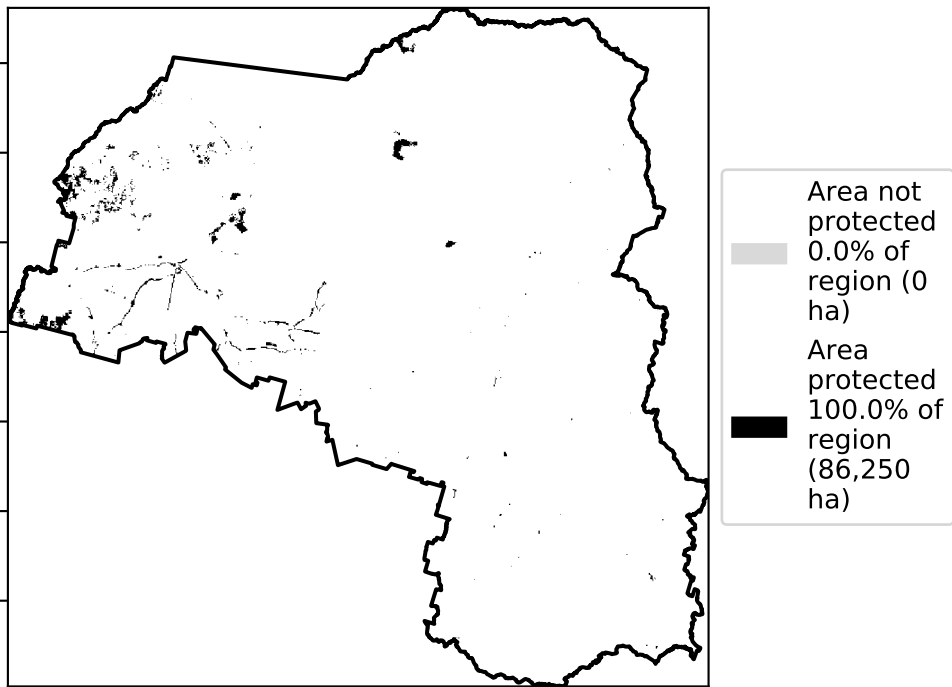 Area not
protected
0.0% of
region (0
ha)
Area
protected
100.0% of
region
(86,250
ha)